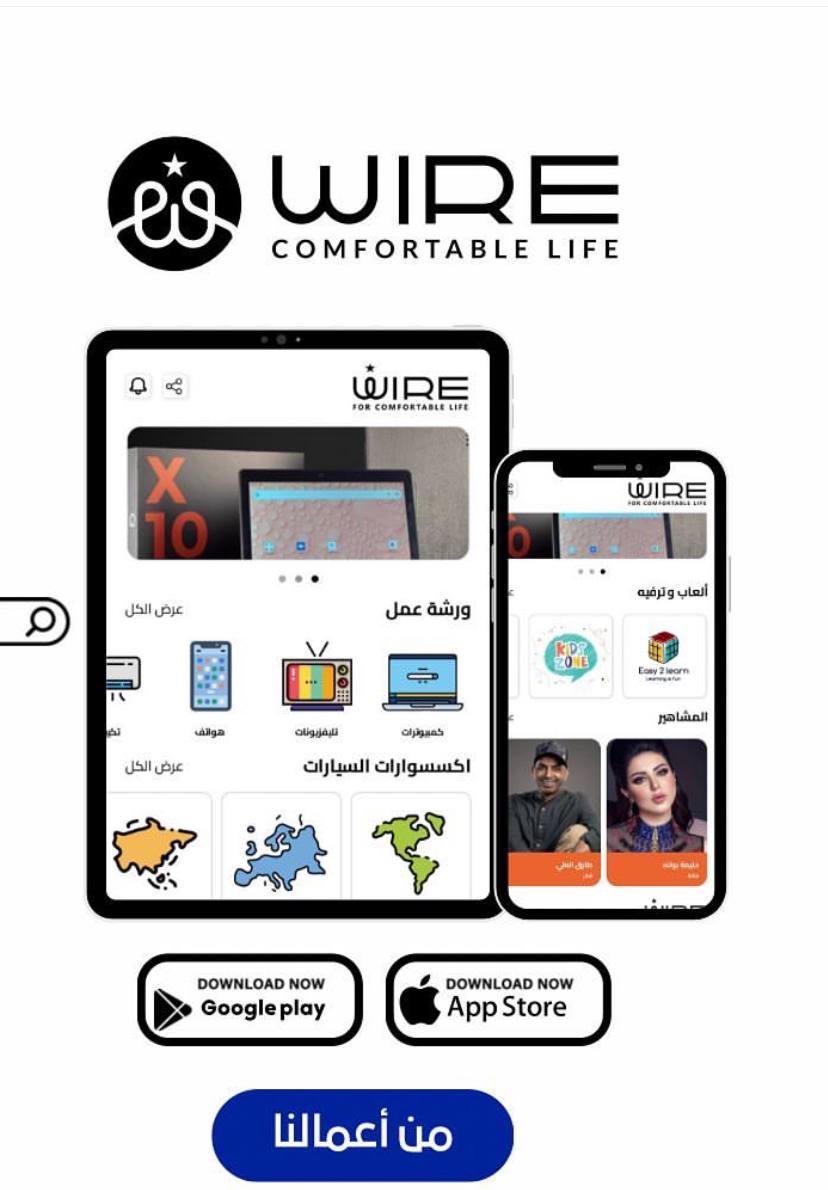 WIRE
COMFORTABLE LIFE
WIRE
FOR COMFORTABLE LIFE
X
10
ورشة عمل
عرض الكل
كمبيوترات
تليفزيونات
هواتف
تكي
اكسسوارات السيارات
عرض الكل
WIRE
FOR COMFORTABLE LIFE
ألعاب وترفيه
KIDS
ZONE
Easy 2 learn
Learning is fun
المشاهير
حليمة بولند
طارق العلي
DOWNLOAD NOW
Google play
DOWNLOAD NOW
App Store
من أعمالنا